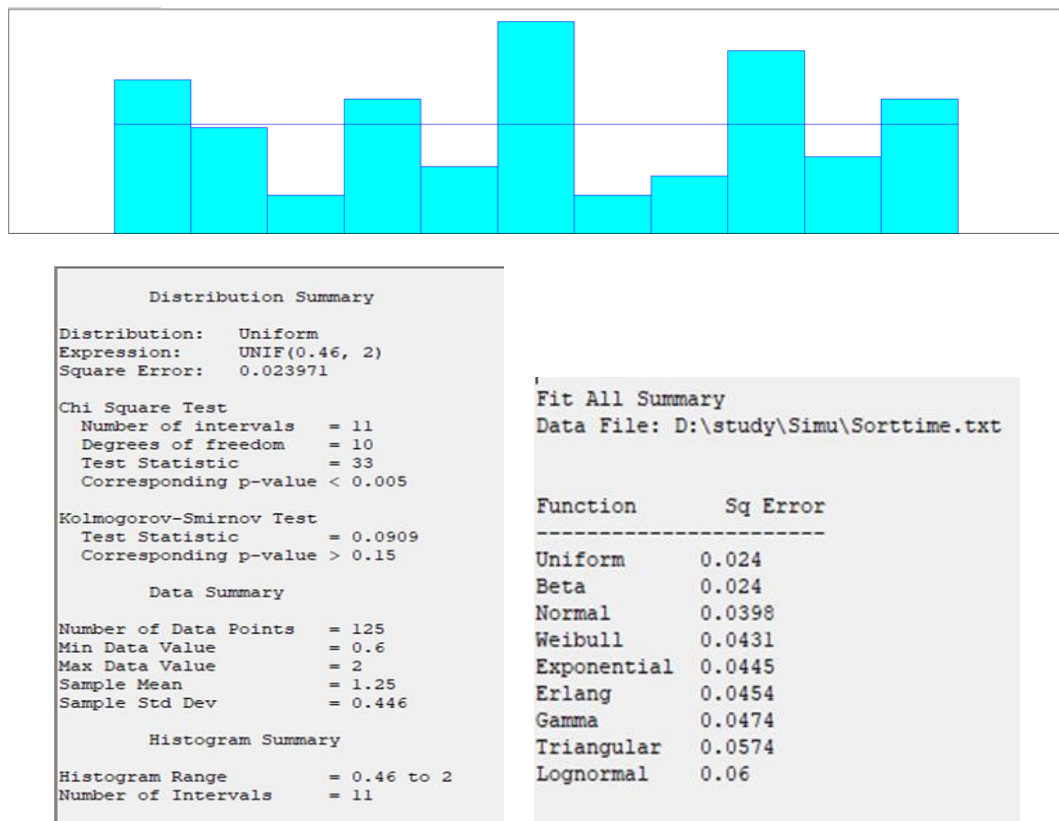 Distribution Summary
Distribution: Uniform
Expression: UNIF(0.46, 2)
Square Error: 0.023971
Chi Square Test
Number of intervals = 11
Degrees of freedom = 10
Test Statistic = 33
Corresponding p-value < 0.005
Kolmogorov-Smirnov Test
Test Statistic = 0.0909
Corresponding p-value > 0.15
Data Summary
Number of Data Points = 125
Min Data Value = 0.6
Max Data Value = 2
Sample Mean = 1.25
Sample Std Dev = 0.446
Histogram Summary
Histogram Range = 0.46 to 2
Number of Intervals = 11
Fit All Summary
Data File: D:\study\Simu\Sorttime.txt
Function Sq Error
------------------------
Uniform 0.024
Beta 0.024
Normal 0.0398
Weibull 0.0431
Exponential 0.0445
Erlang 0.0454
Gamma 0.0474
Triangular 0.0574
Lognormal 0.06